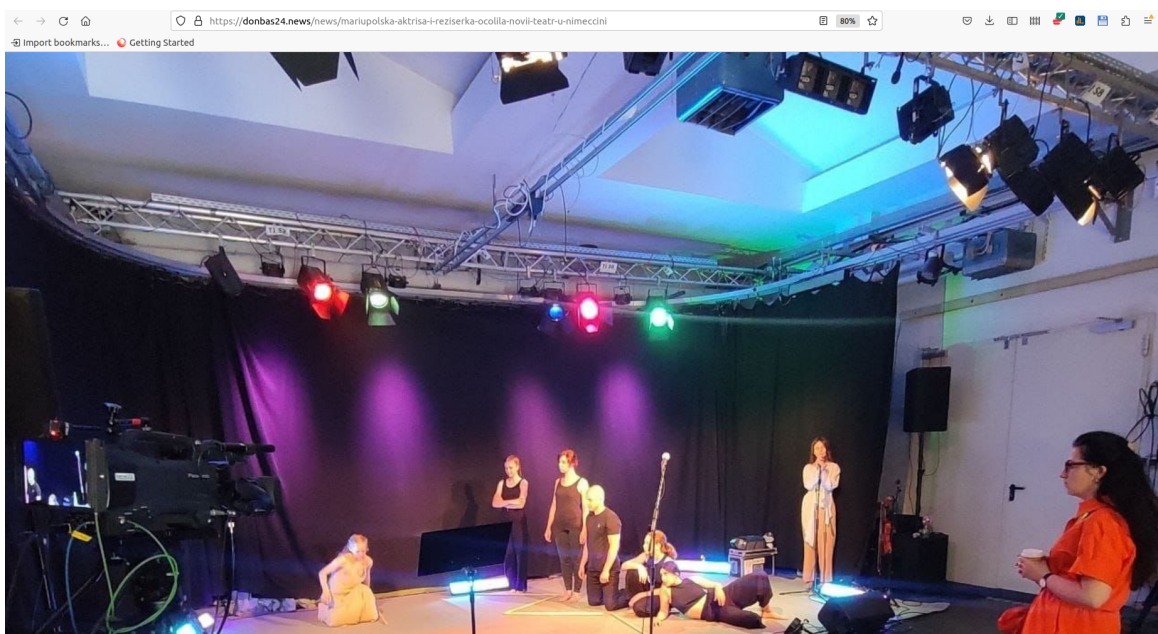 https://donbas24.news/news/mariupolska-aktrisa-i-reziserka-ocolila-novii-teatr-u-nimeccini
80%
Import bookmarks… Getting Started